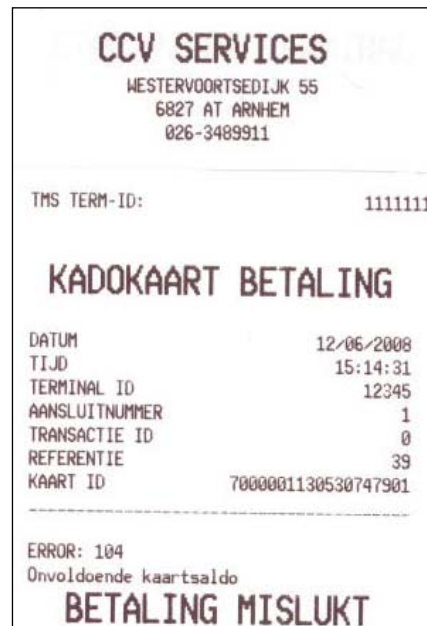 CCV SERVICES
WESTERVOORTSEDIJK 55
6827 AT ARNHEM
026-3489911
TMS TERM-ID: 1111111
KADOKAART BETALING
DATUM 12/06/2008
TIJD 15:14:31
TERMINAL ID 12345
AANSLUITNUMMER 1
TRANSACTIE ID 0
REFERENTIE 39
KAART ID 7000001130530747901
ERROR: 104
Onvoldoende kaartsaldo
BETALING MISLUKT